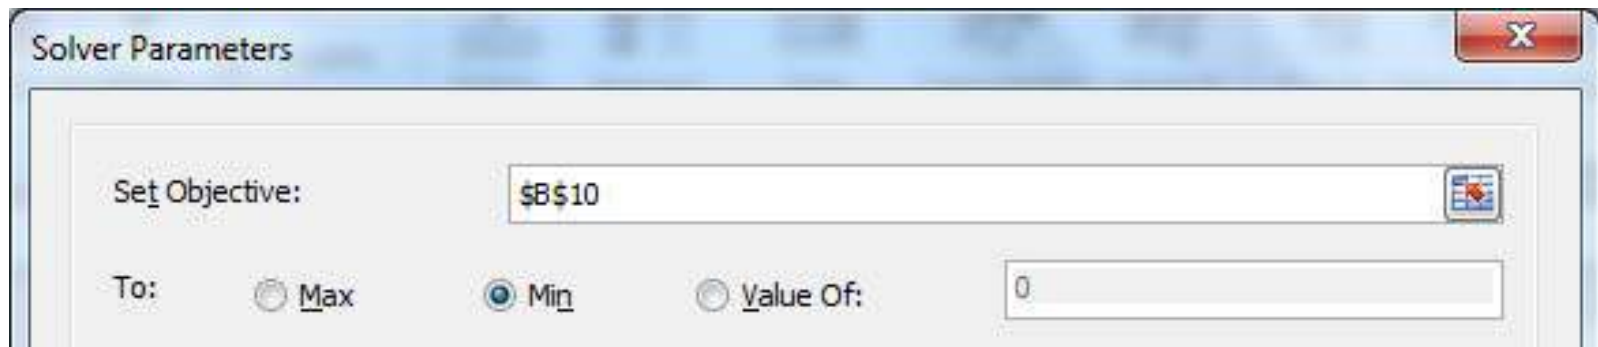 Solver Parameters
Set Objective: $B$10
To: Max Min Value Of: 0